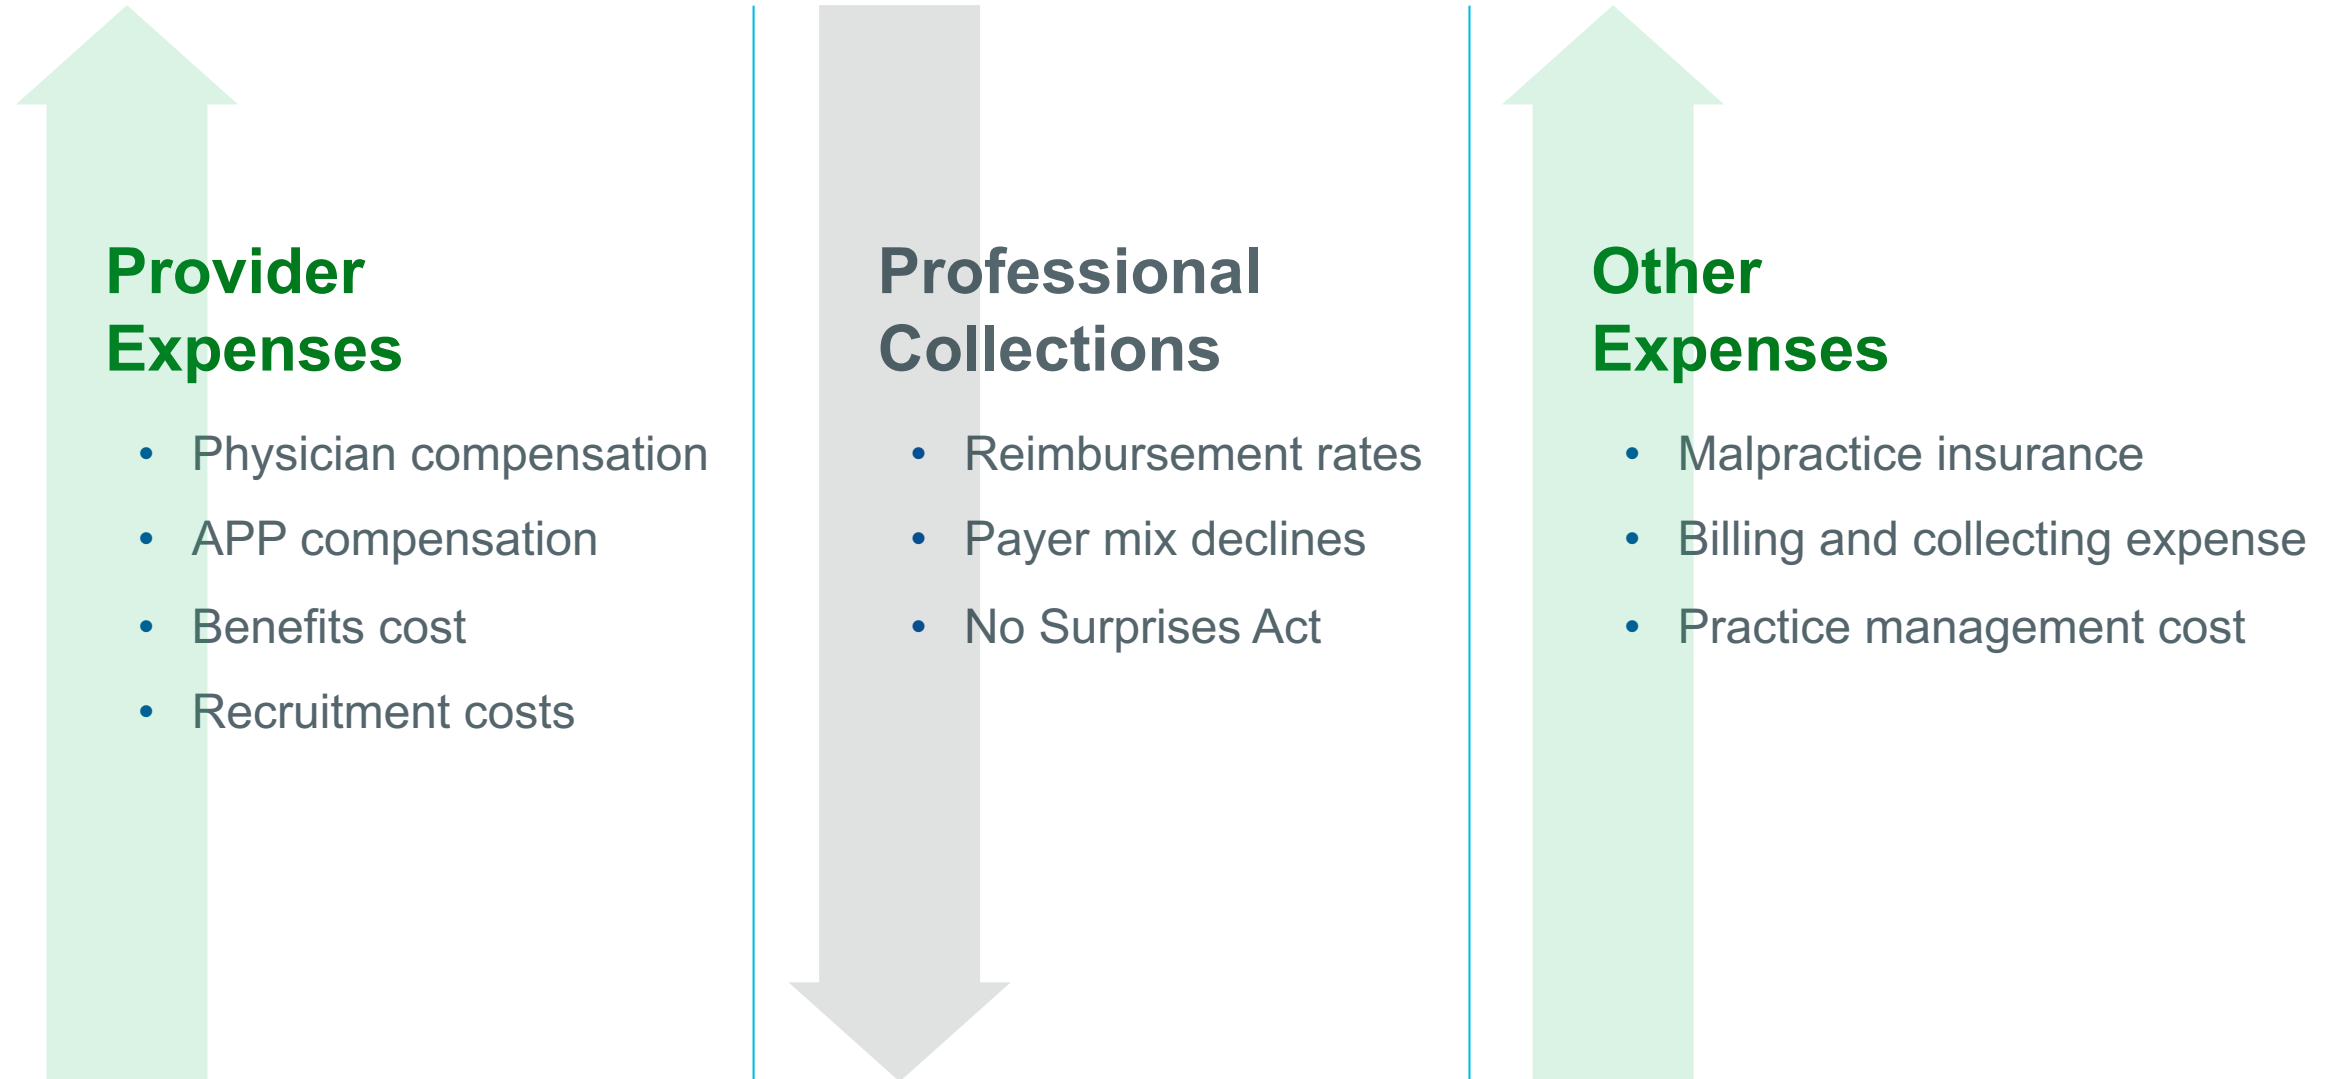 Provider
Expenses
• Physician compensation
• APP compensation
• Benefits cost
• Recruitment costs
Professional
Collections
• Reimbursement rates
• Payer mix declines
• No Surprises Act
Other
Expenses
• Malpractice insurance
• Billing and collecting expense
• Practice management cost